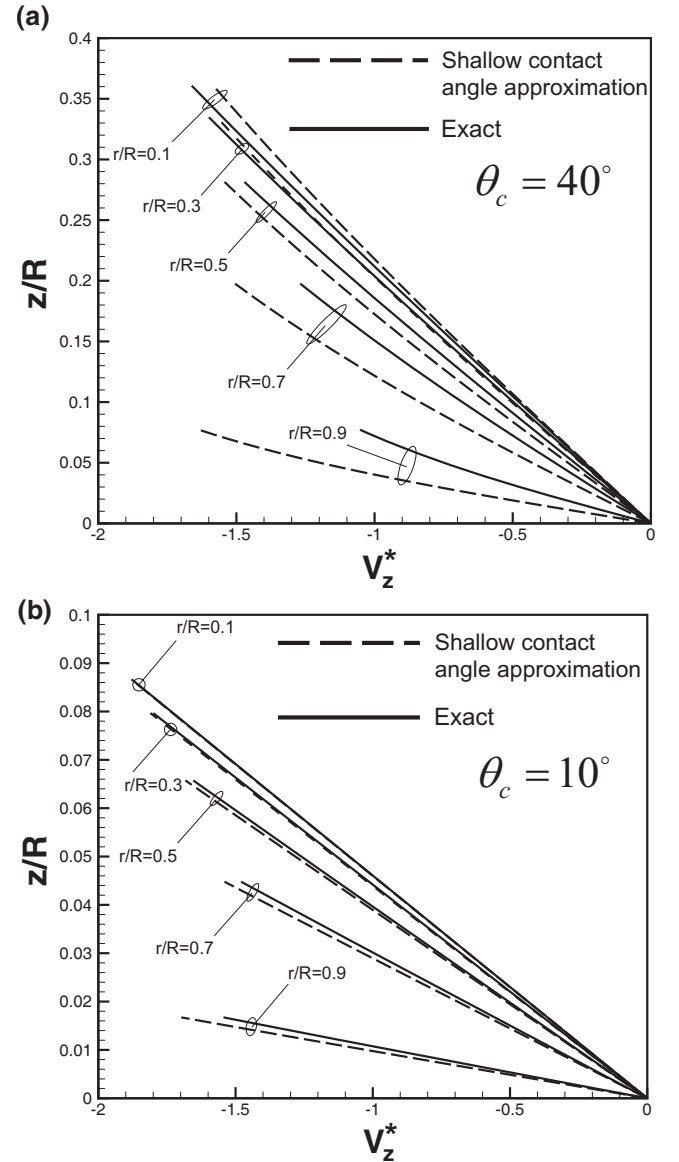 (a)
0.4
0.35
0.3
0.25
0.2
0.15
0.1
0.05
0
z/R
Shallow contact
angle approximation
Exact
θc = 40°
r/R=0.1
r/R=0.3
r/R=0.5
r/R=0.7
r/R=0.9
-2
-1.5
-1
-0.5
0
Vz*
(b)
0.1
0.09
0.08
0.07
0.06
0.05
0.04
0.03
0.02
0.01
0
z/R
r/R=0.1
Shallow contact
angle approximation
Exact
θc = 10°
r/R=0.3
r/R=0.5
r/R=0.7
r/R=0.9
-2
-1.5
-1
-0.5
0
Vz*